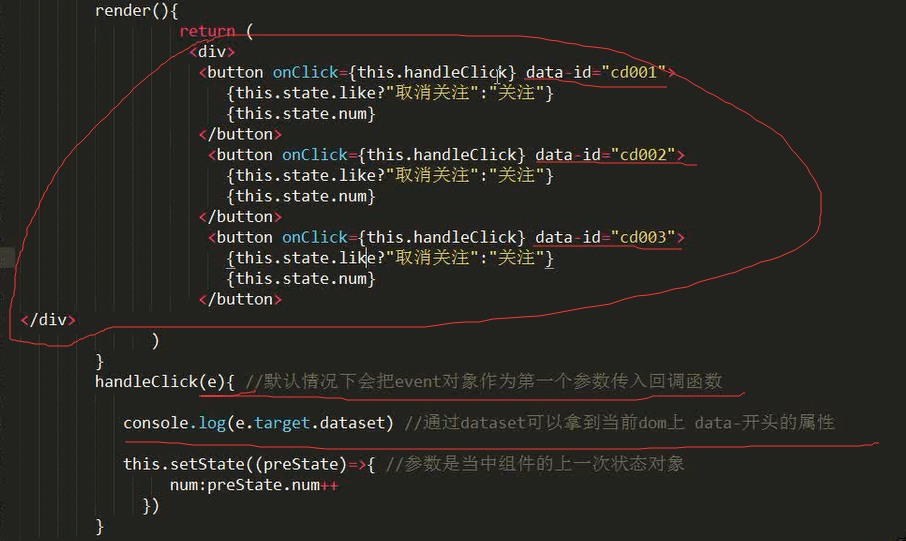 render(){
return (
<div>
<button onClick={this.handleClick} data-id="cd001">
{this.state.like?"取消关注":"关注"}
{this.state.num}
</button>
<button onClick={this.handleClick} data-id="cd002">
{this.state.like?"取消关注":"关注"}
{this.state.num}
</button>
<button onClick={this.handleClick} data-id="cd003">
{this.state.like?"取消关注":"关注"}
{this.state.num}
</button>
</div>
)
}
handleClick(e){ //默认情况下会把event对象作为第一个参数传入回调函数
console.log(e.target.dataset) //通过dataset可以拿到当前dom上 data-开头的属性
this.setState((preState)=>{ //参数是当中组件的上一次状态对象
num:preState.num++
})
}